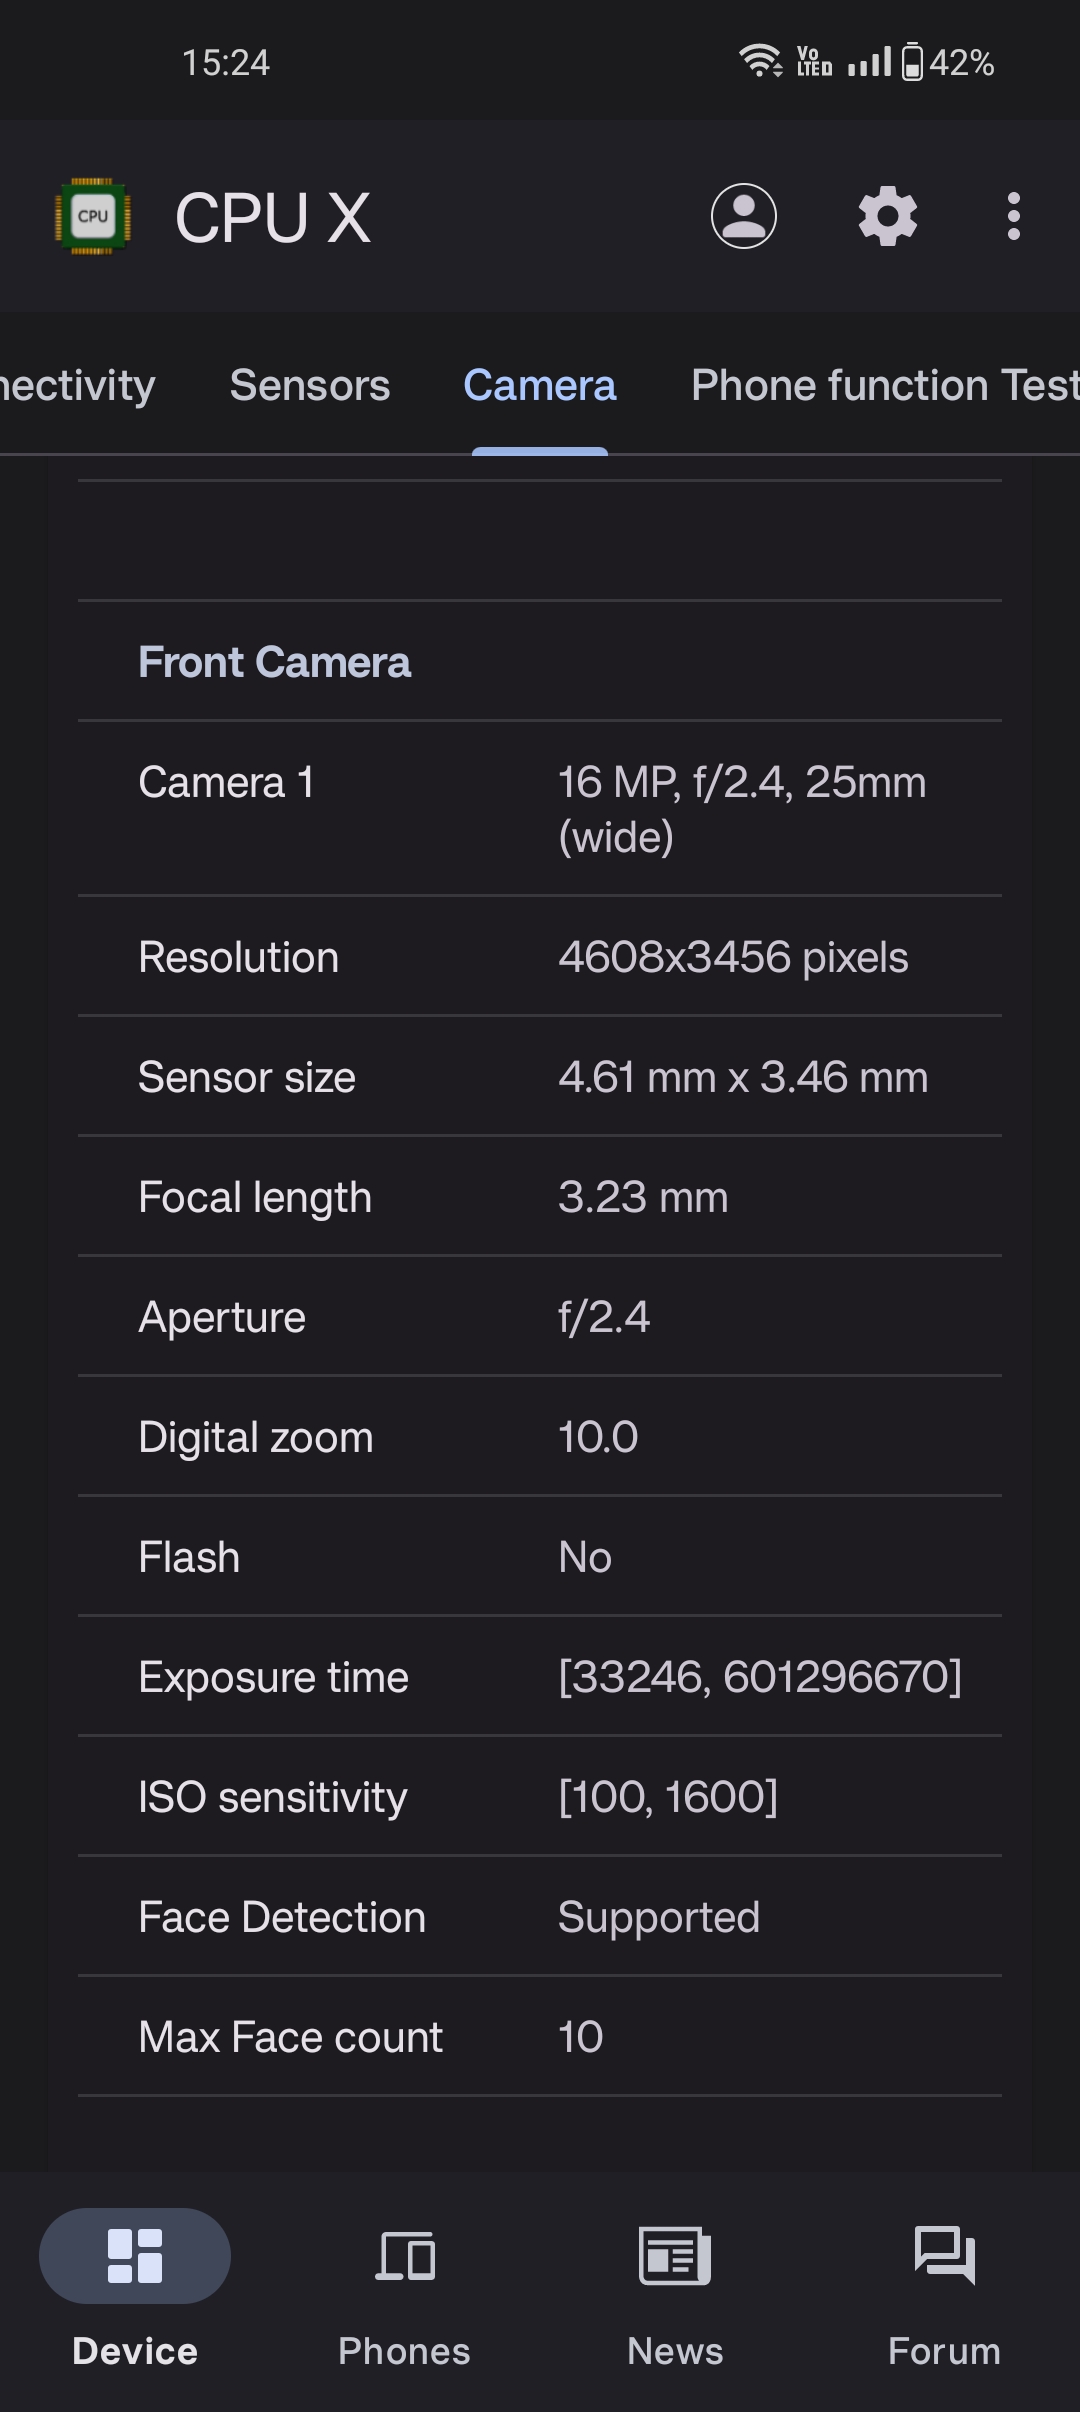 15:24
Vo
LTED
42%
CPU
CPU X
nectivity
Sensors
Camera
Phone function Test
Front Camera
Camera 1
16 MP, f/2.4, 25mm
(wide)
Resolution
4608x3456 pixels
Sensor size
4.61 mm x 3.46 mm
Focal length
3.23 mm
Aperture
f/2.4
Digital zoom
10.0
Flash
No
Exposure time
[33246, 601296670]
ISO sensitivity
[100, 1600]
Face Detection
Supported
Max Face count
10
Device
Phones
News
Forum